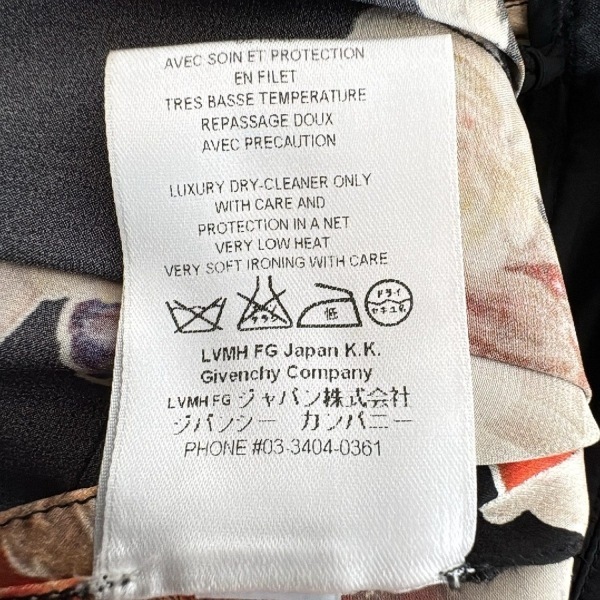 AVEC SOIN ET PROTECTION
EN FILET
TRES BASSE TEMPERATURE
REPASSAGE DOUX
AVEC PRECAUTION
LUXURY DRY-CLEANER ONLY
WITH CARE AND
PROTECTION IN A NET
VERY LOW HEAT
VERY SOFT IRONING WITH CARE
低 ドライ
LVMH FG Japan K.K.
Givenchy Company
LVMH FG ジャパン株式会社
ジバンシー カンパニー
PHONE #03-3404-0361